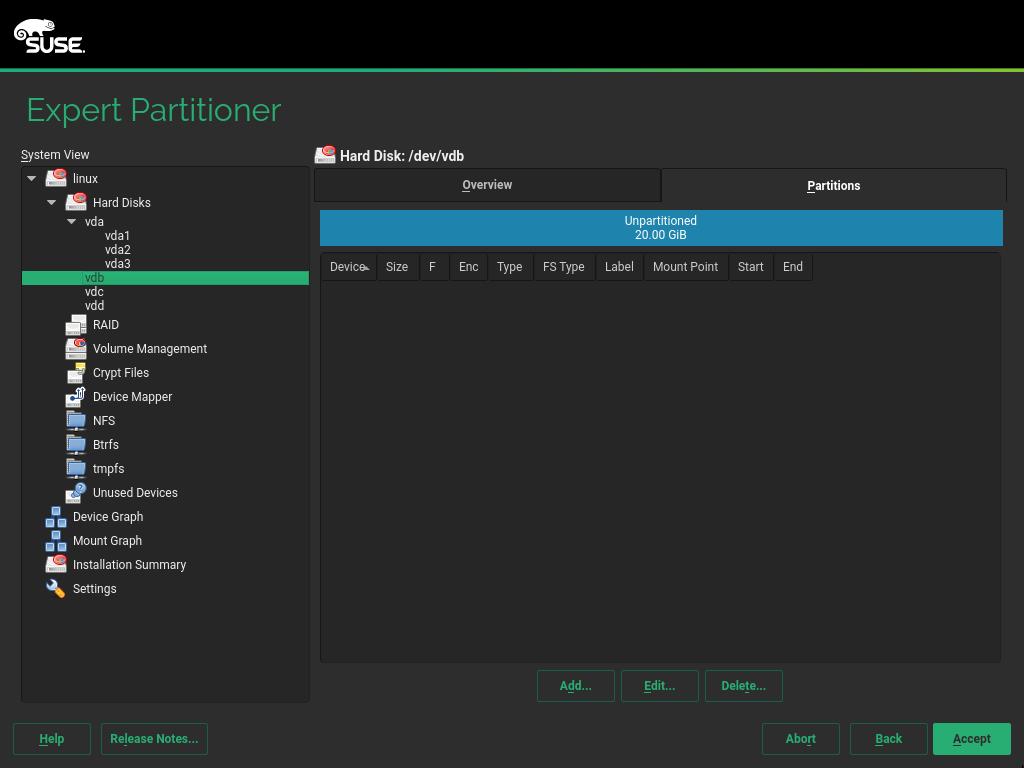 SUSE.
Expert Partitioner
System View
linux
Hard Disks
vda
vda1
vda2
vda3
vdb
vdc
vdd
RAID
Volume Management
Crypt Files
Device Mapper
NFS
Btrfs
tmpfs
Unused Devices
Device Graph
Mount Graph
Installation Summary
Settings
Hard Disk: /dev/vdb
Overview Partitions
Unpartitioned
20.00 GiB
Device Size F Enc Type FS Type Label Mount Point Start End
Add... Edit... Delete...
Help Release Notes... Abort Back Accept